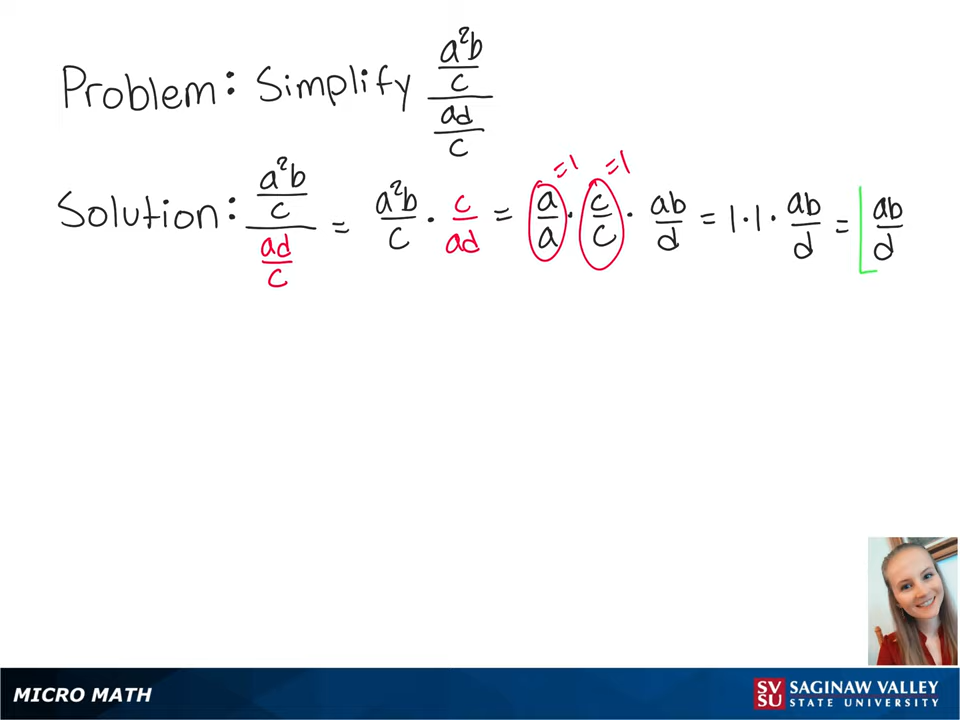 Problem: Simplify (a²b/c)/(ad/c)
Solution: (a²b/c)/(ad/c) = a²b/c · c/ad = a/a · c/c · ab/d = 1·1· ab/d = ab/d
=1 =1
MICRO MATH
SVSU SAGINAW VALLEY
STATE UNIVERSITY